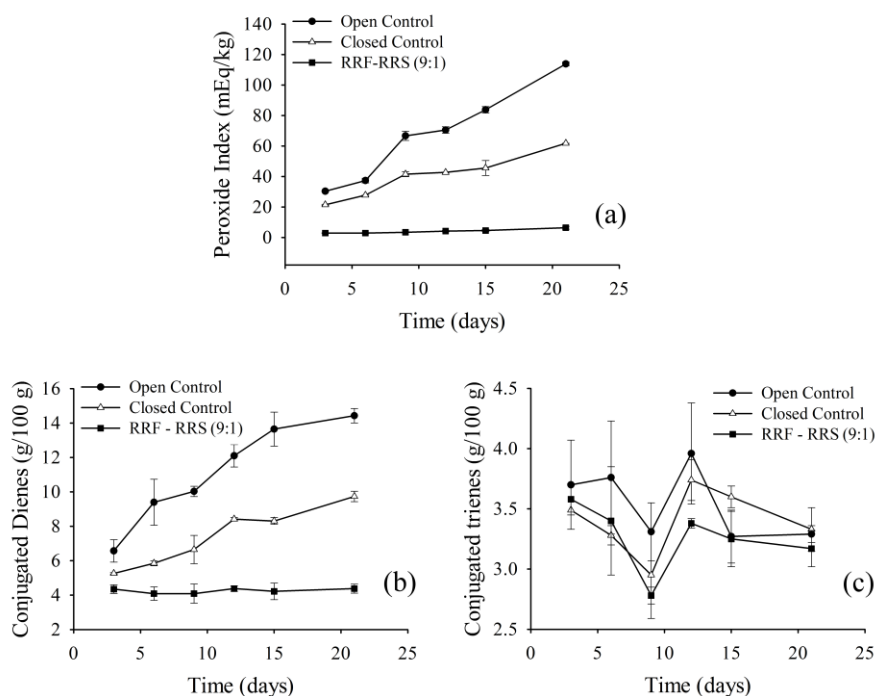 140
120
100
80
60
40
20
0
Peroxide Index (mEq/kg)
Open Control
Closed Control
RRF-RRS (9:1)
(a)
0 5 10 15 20 25
Time (days)
16
14
12
10
8
6
4
2
Conjugated Dienes (g/100 g)
Open Control
Closed Control
RRF - RRS (9:1)
(b)
0 5 10 15 20 25
Time (days)
4.5
4.0
3.5
3.0
2.5
Conjugated trienes (g/100 g)
Open Control
Closed Control
RRF - RRS (9:1)
(c)
0 5 10 15 20 25
Time (days)